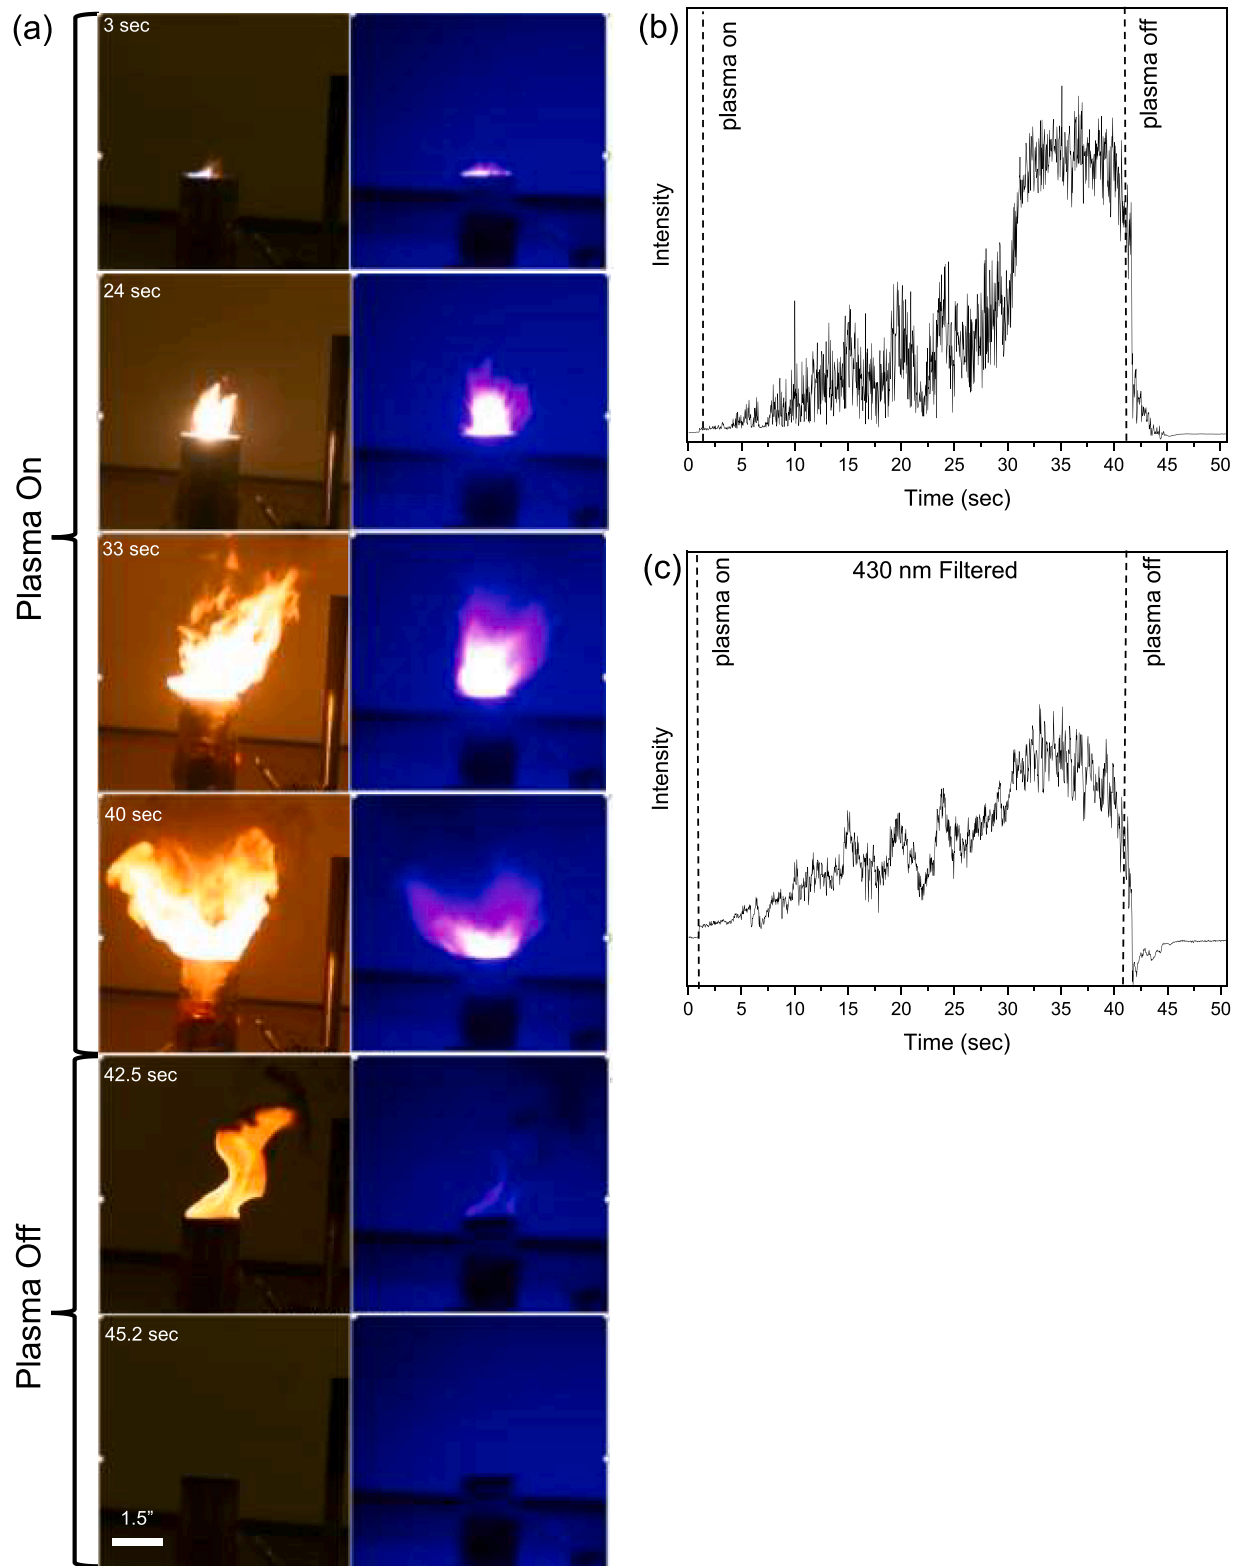 (a)
Plasma On
3 sec
24 sec
33 sec
40 sec
Plasma Off
42.5 sec
45.2 sec
1.5”
(b)
plasma on
plasma off
Intensity
0 5 10 15 20 25 30 35 40 45 50
Time (sec)
(c)
430 nm Filtered
plasma on
plasma off
Intensity
0 5 10 15 20 25 30 35 40 45 50
Time (sec)